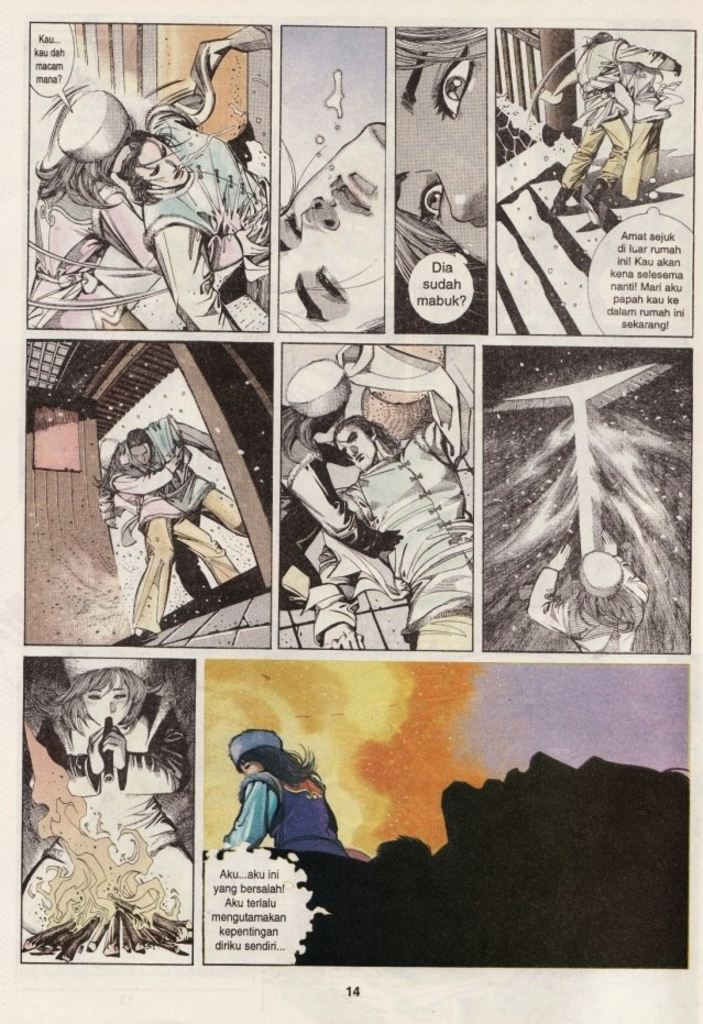 Kau...
kau dah
macam
mana?
Dia
sudah
mabuk?
Amat sejuk
di luar rumah
ini! Kau akan
kena selesema
nanti! Mari aku
papah kau ke
dalam rumah ini
sekarang!
Aku...aku ini
yang bersalah!
Aku terlalu
mengutamakan
kepentingan
diriku sendiri...
14